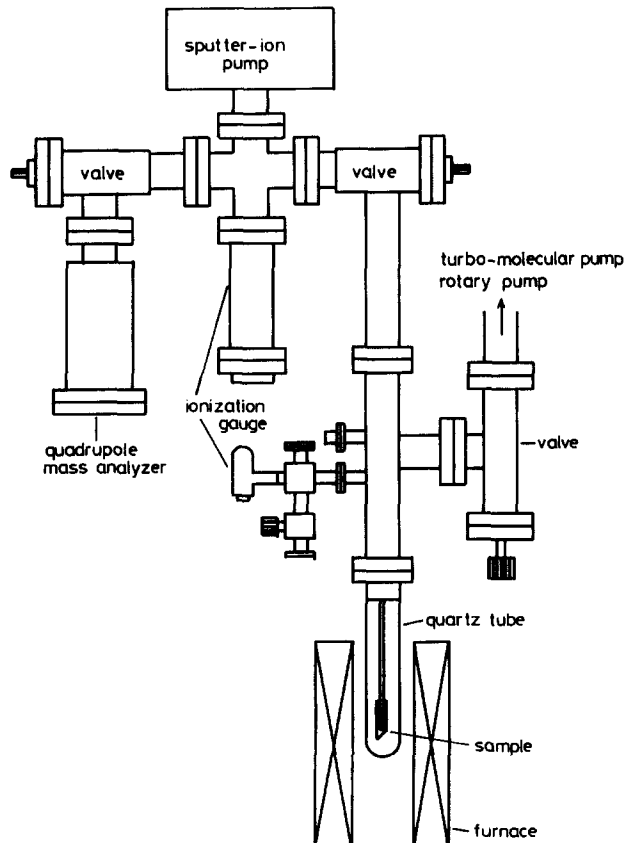 sputter-ion
pump
valve
valve
turbo-molecular pump
rotary pump
ionization
gauge
quadrupole
mass analyzer
valve
quartz tube
sample
furnace